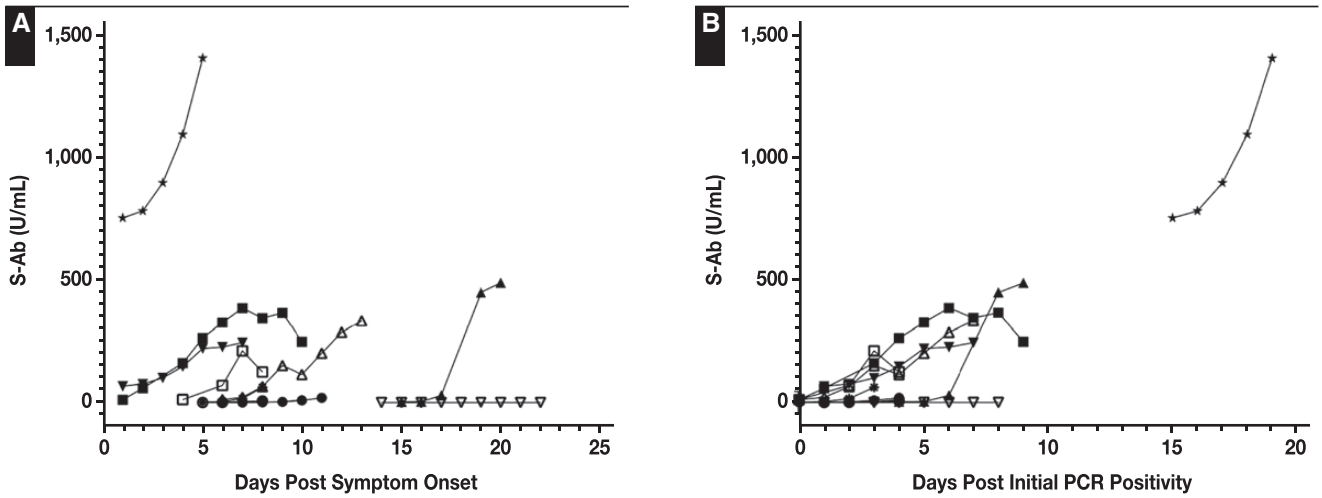 A
1,500
1,000
500
0
S-Ab (U/mL)
0 5 10 15 20 25
Days Post Symptom Onset
B
1,500
1,000
500
0
S-Ab (U/mL)
0 5 10 15 20
Days Post Initial PCR Positivity